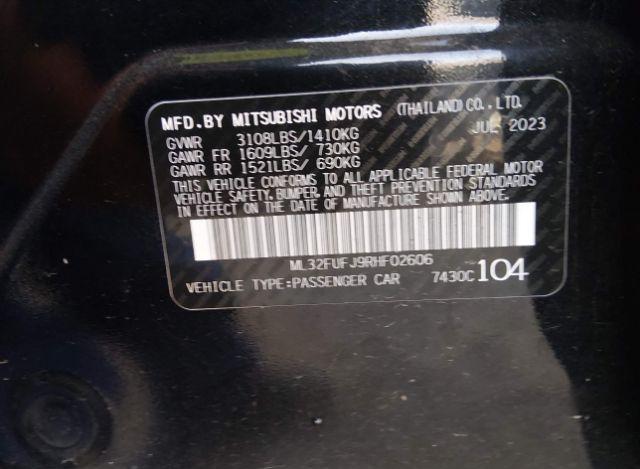 MFD.BY MITSUBISHI MOTORS (THAILAND)CO.,LTD.
GVWR 3108LBS/1410KG JUL 2023
GAWR FR 1609LBS/ 730KG
GAWR RR 1521LBS/ 690KG
THIS VEHICLE CONFORMS TO ALL APPLICABLE FEDERAL MOTOR
VEHICLE SAFETY, BUMPER, AND THEFT PREVENTION STANDARDS
IN EFFECT ON THE DATE OF MANUFACTURE SHOWN ABOVE.
ML32FUFJ9RHF02606
VEHICLE TYPE:PASSENGER CAR 7430C 104